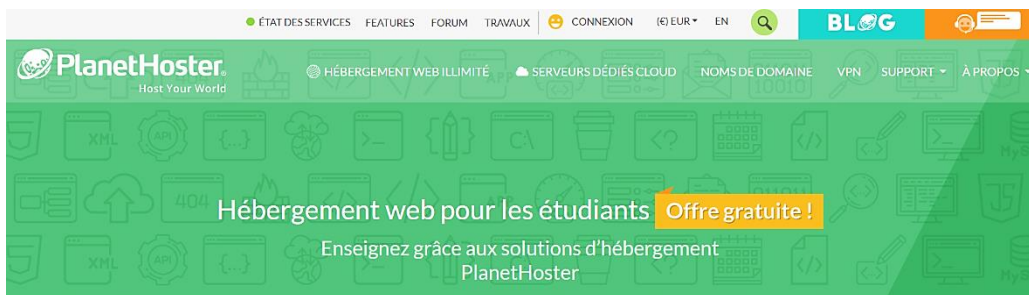 ÉTAT DES SERVICES FEATURES FORUM TRAVAUX CONNEXION (€) EUR EN BLOG
PlanetHoster
Host Your World
HÉBERGEMENT WEB ILLIMITÉ SERVEURS DÉDIÉS CLOUD NOMS DE DOMAINE VPN SUPPORT À PROPOS
Hébergement web pour les étudiants Offre gratuite !
Enseignez grâce aux solutions d'hébergement
PlanetHoster